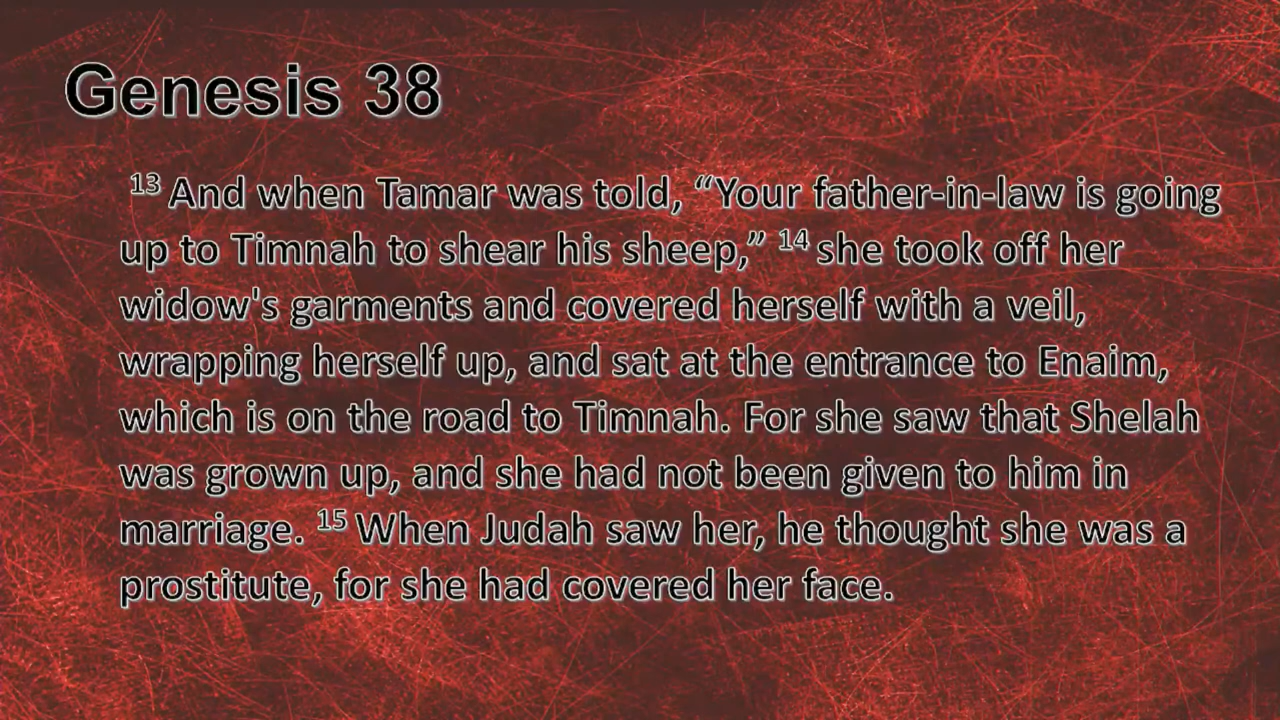 Genesis 38
13 And when Tamar was told, “Your father-in-law is going
up to Timnah to shear his sheep,” 14 she took off her
widow's garments and covered herself with a veil,
wrapping herself up, and sat at the entrance to Enaim,
which is on the road to Timnah. For she saw that Shelah
was grown up, and she had not been given to him in
marriage. 15 When Judah saw her, he thought she was a
prostitute, for she had covered her face.